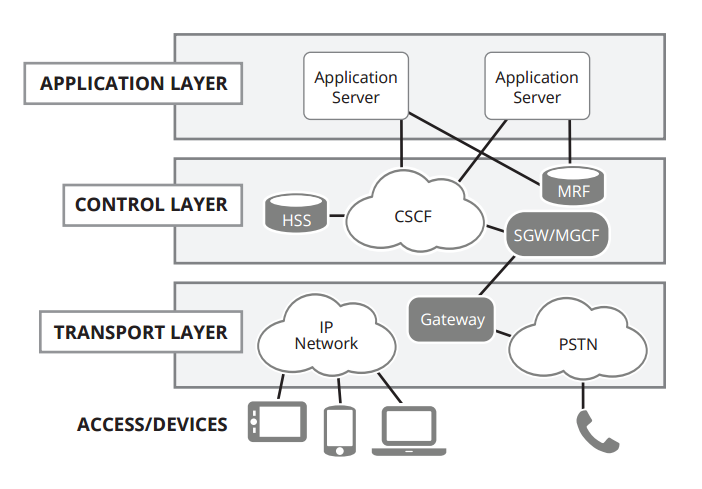 APPLICATION LAYER
Application
Server
Application
Server
CONTROL LAYER
HSS
CSCF
MRF
SGW/MGCF
TRANSPORT LAYER
IP
Network
Gateway
PSTN
ACCESS/DEVICES